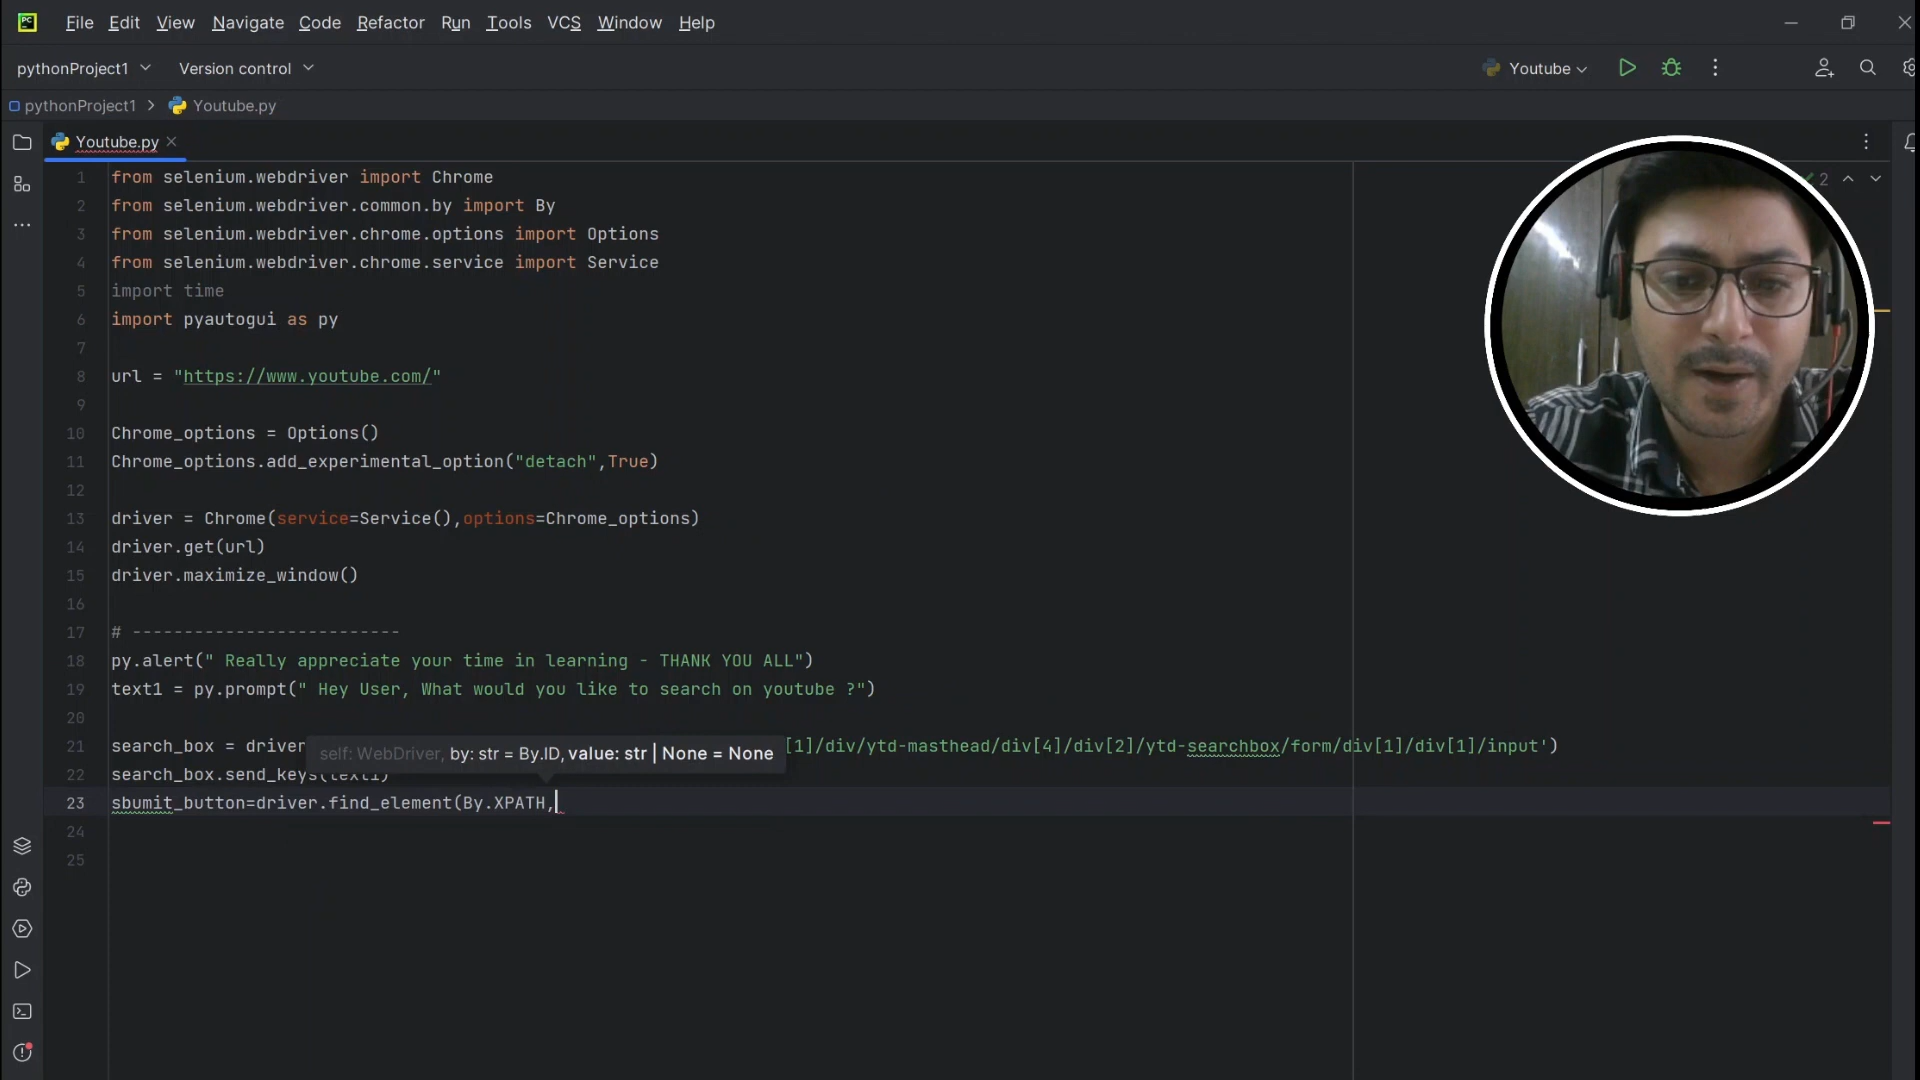 PC File Edit View Navigate Code Refactor Run Tools VCS Window Help
pythonProject1 Version control Youtube
pythonProject1 Youtube.py
Youtube.py
2
1 from selenium.webdriver import Chrome
2 from selenium.webdriver.common.by import By
3 from selenium.webdriver.chrome.options import Options
4 from selenium.webdriver.chrome.service import Service
5 import time
6 import pyautogui as py
7
8 url = "https://www.youtube.com/"
9
10 Chrome_options = Options()
11 Chrome_options.add_experimental_option("detach",True)
12
13 driver = Chrome(service=Service(),options=Chrome_options)
14 driver.get(url)
15 driver.maximize_window()
16
17 # --------------------------
18 py.alert(" Really appreciate your time in learning - THANK YOU ALL")
19 text1 = py.prompt(" Hey User, What would you like to search on youtube ?")
20
21 search_box = driver [1]/div/ytd-masthead/div[4]/div[2]/ytd-searchbox/form/div[1]/div[1]/input')
self: WebDriver, by: str = By.ID, value: str | None = None
22 search_box.send_keys(text1)
23 sbumit_button=driver.find_element(By.XPATH,
24
25